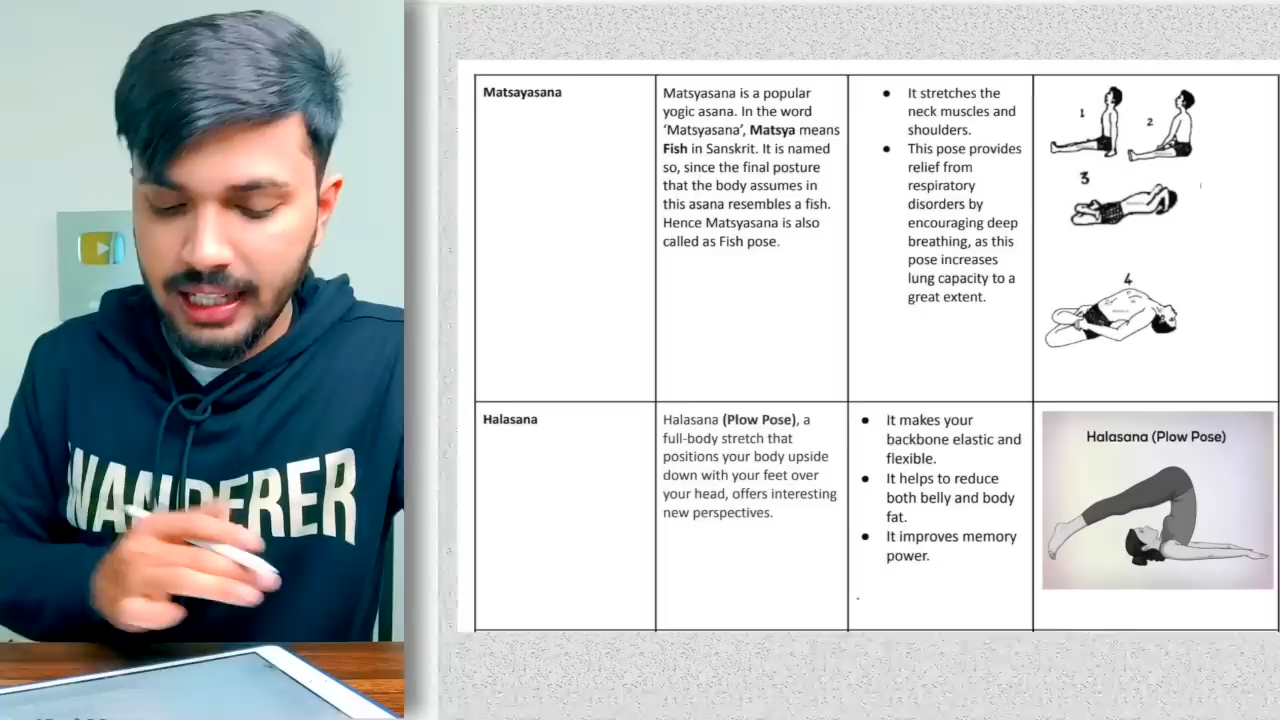 WANDERER
Matsayasana
Matsyasana is a popular
yogic asana. In the word
‘Matsyasana’, Matsya means
Fish in Sanskrit. It is named
so, since the final posture
that the body assumes in
this asana resembles a fish.
Hence Matsyasana is also
called as Fish pose.
● It stretches the
neck muscles and
shoulders.
● This pose provides
relief from
respiratory
disorders by
encouraging deep
breathing, as this
pose increases
lung capacity to a
great extent.
1
2
3
4
Halasana
Halasana (Plow Pose), a
full-body stretch that
positions your body upside
down with your feet over
your head, offers interesting
new perspectives.
● It makes your
backbone elastic and
flexible.
● It helps to reduce
both belly and body
fat.
● It improves memory
power.
.
Halasana (Plow Pose)